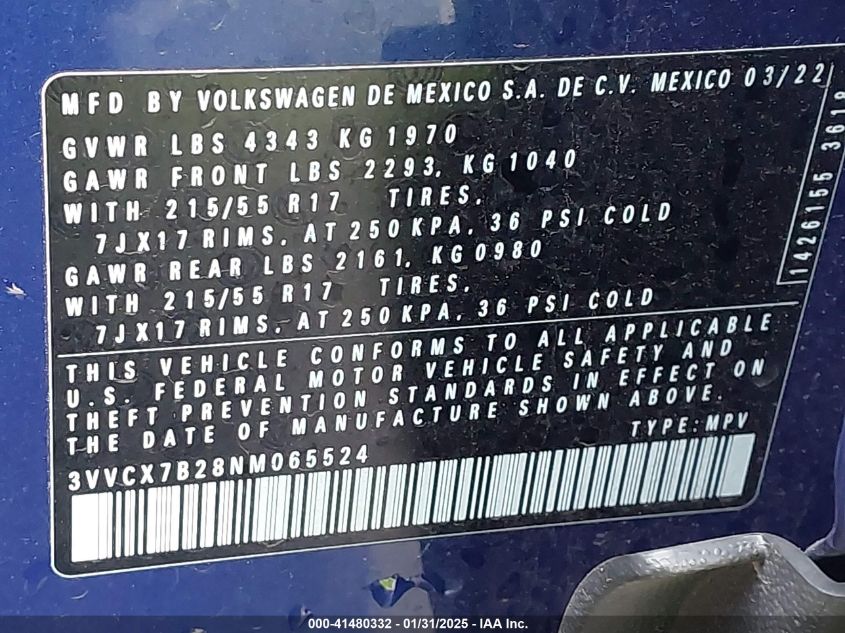 MFD BY VOLKSWAGEN DE MEXICO S.A. DE C.V. MEXICO 03/22
GVWR LBS 4343 KG 1970
GAWR FRONT LBS 2293, KG 1040
WITH 215/55 R17 TIRES.
7JX17 RIMS. AT 250 KPA. 36 PSI COLD
GAWR REAR LBS 2161, KG 0980
WITH 215/55 R17 TIRES.
7JX17 RIMS. AT 250 KPA. 36 PSI COLD
1426155 3619
THIS VEHICLE CONFORMS TO ALL APPLICABLE
U.S. FEDERAL MOTOR VEHICLE SAFETY AND
THEFT PREVENTION STANDARDS IN EFFECT ON
THE DATE OF MANUFACTURE SHOWN ABOVE.
TYPE: MPV
3VVCX7B28NM065524
000-41480332 - 01/31/2025 - IAA Inc.